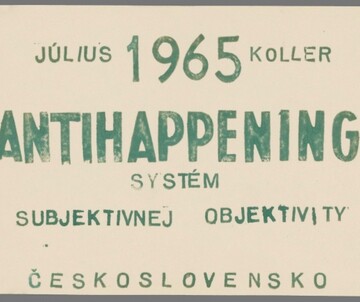 JÚLIUS 1965 KOLLER
ANTIHAPPENING
SYSTÉM
SUBJEKTIVNEJ OBJEKTIVITY
ČESKOSLOVENSKO